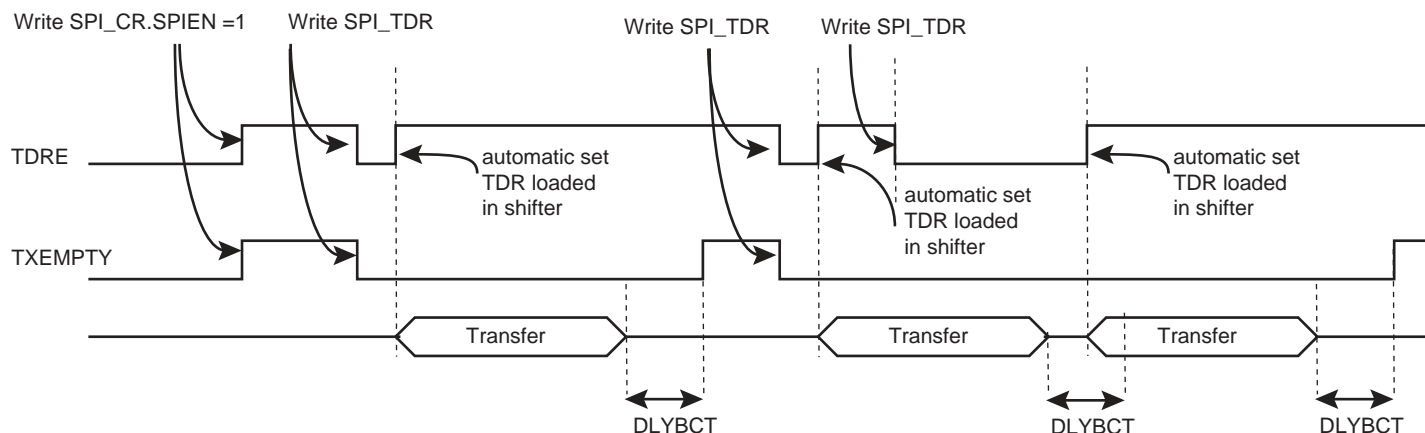 Write SPI_CR.SPIEN =1
Write SPI_TDR
Write SPI_TDR
Write SPI_TDR
TDRE
automatic set
TDR loaded
in shifter
automatic set
TDR loaded
in shifter
automatic set
TDR loaded
in shifter
TXEMPTY
Transfer
Transfer
Transfer
DLYBCT
DLYBCT
DLYBCT